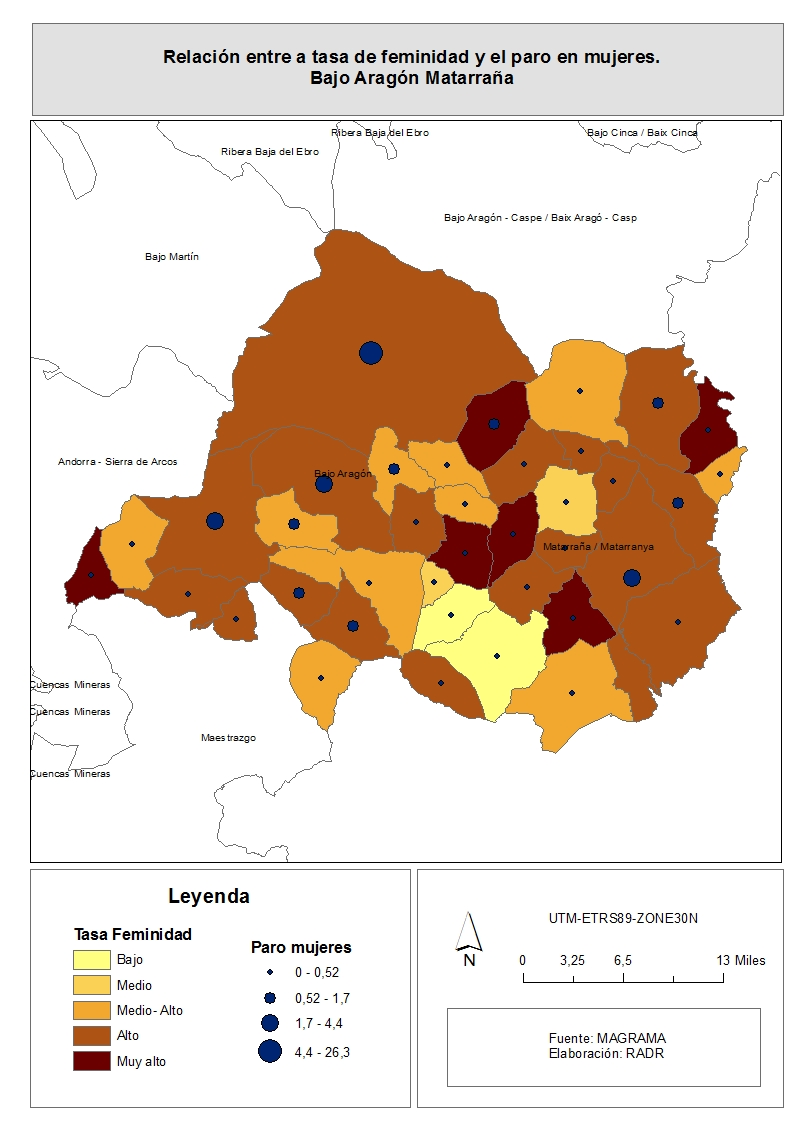 Relación entre a tasa de feminidad y el paro en mujeres.
Bajo Aragón Matarraña
Ribera Baja del Ebro
Bajo Cinca / Baix Cinca
Ribera Baja del Ebro
Bajo Aragón - Caspe / Baix Aragó - Casp
Bajo Martín
Andorra - Sierra de Arcos
Bajo Aragón
Matarraña / Matarranya
Cuencas Mineras
Cuencas Mineras
Maestrazgo
Cuencas Mineras
Leyenda
Tasa Feminidad
Bajo
Medio
Medio- Alto
Alto
Muy alto
Paro mujeres
0 - 0,52
0,52 - 1,7
1,7 - 4,4
4,4 - 26,3
N
UTM-ETRS89-ZONE30N
0 3,25 6,5 13 Miles
Fuente: MAGRAMA
Elaboración: RADR